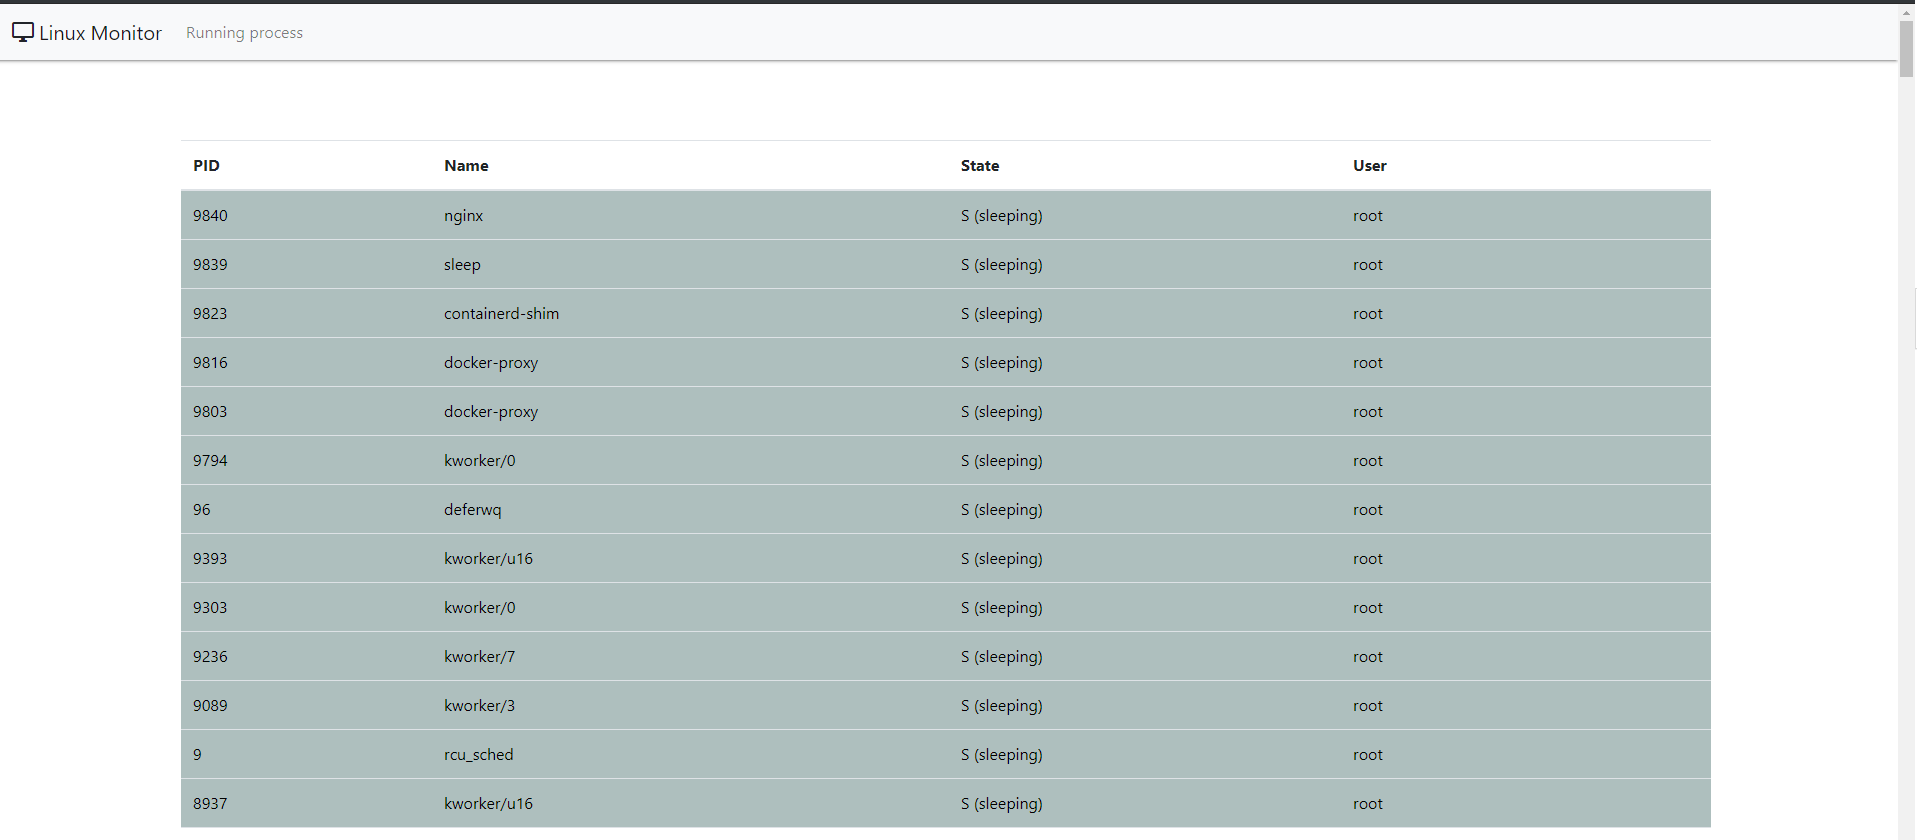 Linux Monitor Running process
PID Name State User
9840 nginx S (sleeping) root
9839 sleep S (sleeping) root
9823 containerd-shim S (sleeping) root
9816 docker-proxy S (sleeping) root
9803 docker-proxy S (sleeping) root
9794 kworker/0 S (sleeping) root
96 deferwq S (sleeping) root
9393 kworker/u16 S (sleeping) root
9303 kworker/0 S (sleeping) root
9236 kworker/7 S (sleeping) root
9089 kworker/3 S (sleeping) root
9 rcu_sched S (sleeping) root
8937 kworker/u16 S (sleeping) root